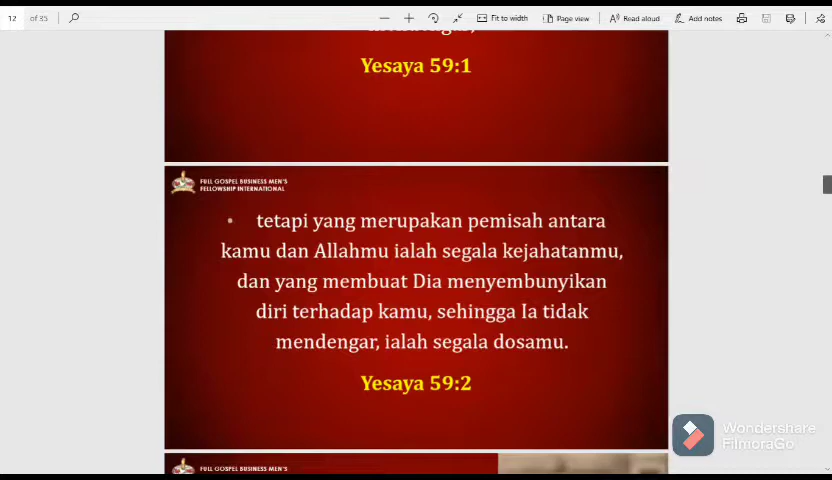 12 of 35 Fit to width Page view Read aloud Add notes
Yesaya 59:1
FULL GOSPEL BUSINESS MEN'S
FELLOWSHIP INTERNATIONAL
• tetapi yang merupakan pemisah antara
kamu dan Allahmu ialah segala kejahatanmu,
dan yang membuat Dia menyembunyikan
diri terhadap kamu, sehingga Ia tidak
mendengar, ialah segala dosamu.
Yesaya 59:2
Wondershare
FilmoraGo
FULL GOSPEL BUSINESS MEN'S